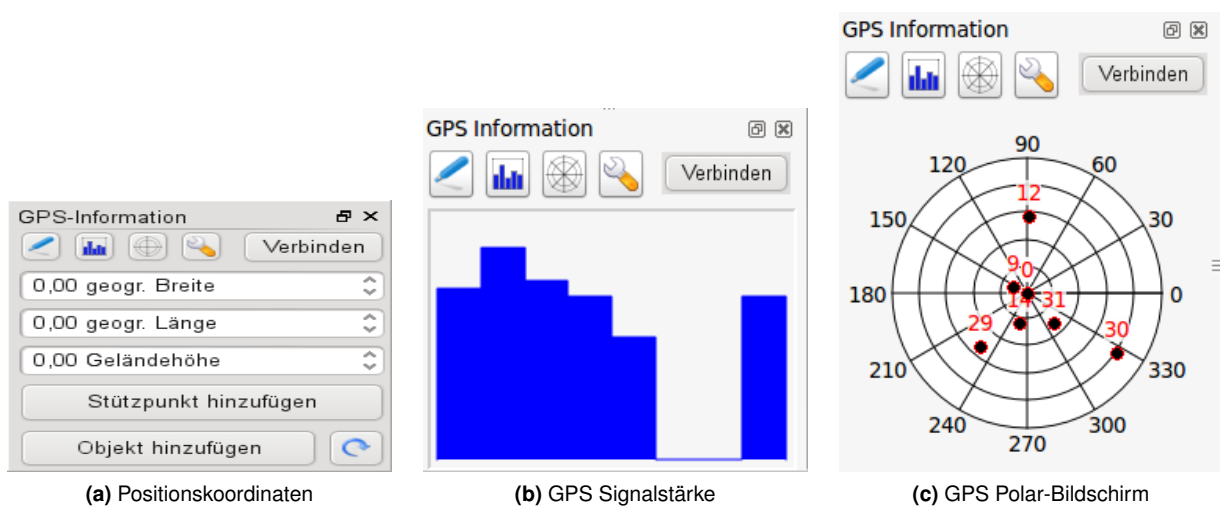 GPS-Information
Verbinden
0,00 geogr. Breite
0,00 geogr. Länge
0,00 Geländehöhe
Stützpunkt hinzufügen
Objekt hinzufügen
(a) Positionskoordinaten
GPS Information
Verbinden
(b) GPS Signalstärke
GPS Information
Verbinden
90
120
60
12
150
30
9
0
180
0
14
31
29
30
210
330
240
300
270
(c) GPS Polar-Bildschirm